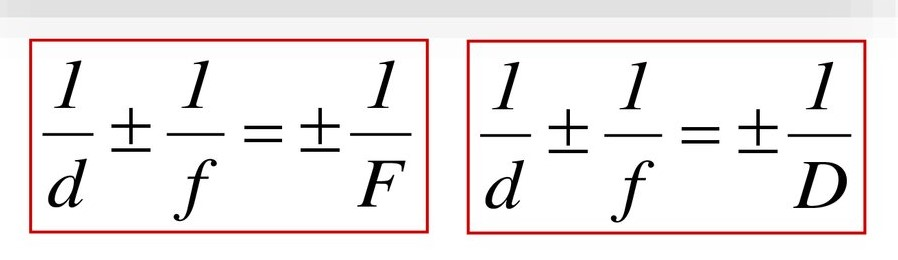 1/d ± 1/f = ± 1/F
1/d ± 1/f = ± 1/D